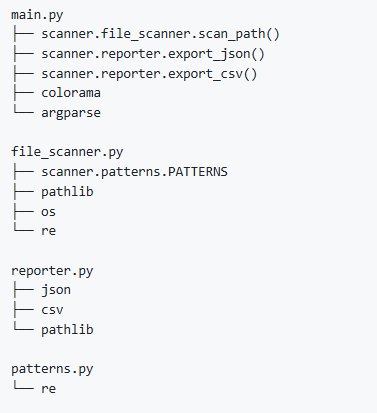 main.py
├── scanner.file_scanner.scan_path()
├── scanner.reporter.export_json()
├── scanner.reporter.export_csv()
├── colorama
└── argparse

file_scanner.py
├── scanner.patterns.PATTERNS
├── pathlib
├── os
└── re

reporter.py
├── json
├── csv
└── pathlib

patterns.py
└── re